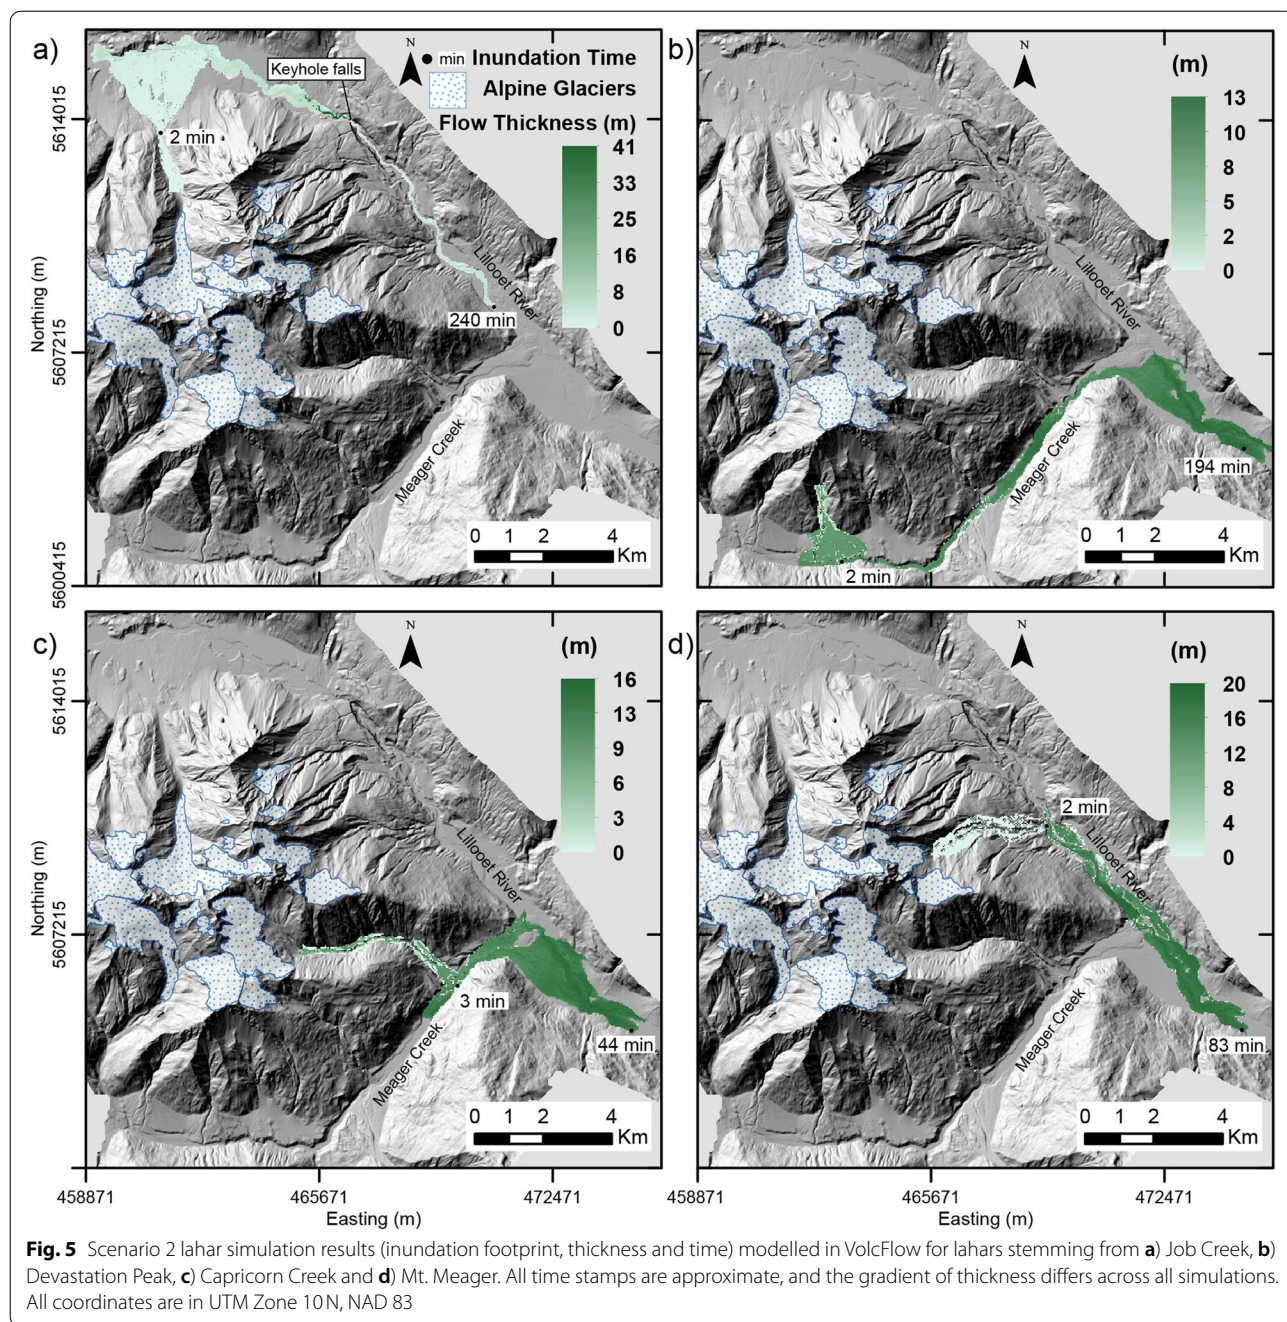 a)
N
min Inundation Time
Keyhole falls
Alpine Glaciers
Flow Thickness (m)
2 min
41
33
25
16
8
0
Lillooet River
240 min
Meager Creek
0 1 2 4
Km
5614015
5607215
5600415
Northing (m)
b)
N
(m)
13
10
8
5
2
0
Lillooet River
Meager Creek
194 min
2 min
0 1 2 4
Km
c)
N
(m)
16
13
9
6
3
0
Lillooet River
3 min
44 min
Meager Creek
0 1 2 4
Km
5614015
5607215
Northing (m)
458871 465671 472471
Easting (m)
d)
N
(m)
20
16
12
8
4
0
2 min
Lillooet River
Meager Creek
83 min
0 1 2 4
Km
458871 465671 472471
Easting (m)
Fig. 5 Scenario 2 lahar simulation results (inundation footprint, thickness and time) modelled in VolcFlow for lahars stemming from a) Job Creek, b)
Devastation Peak, c) Capricorn Creek and d) Mt. Meager. All time stamps are approximate, and the gradient of thickness differs across all simulations.
All coordinates are in UTM Zone 10 N, NAD 83